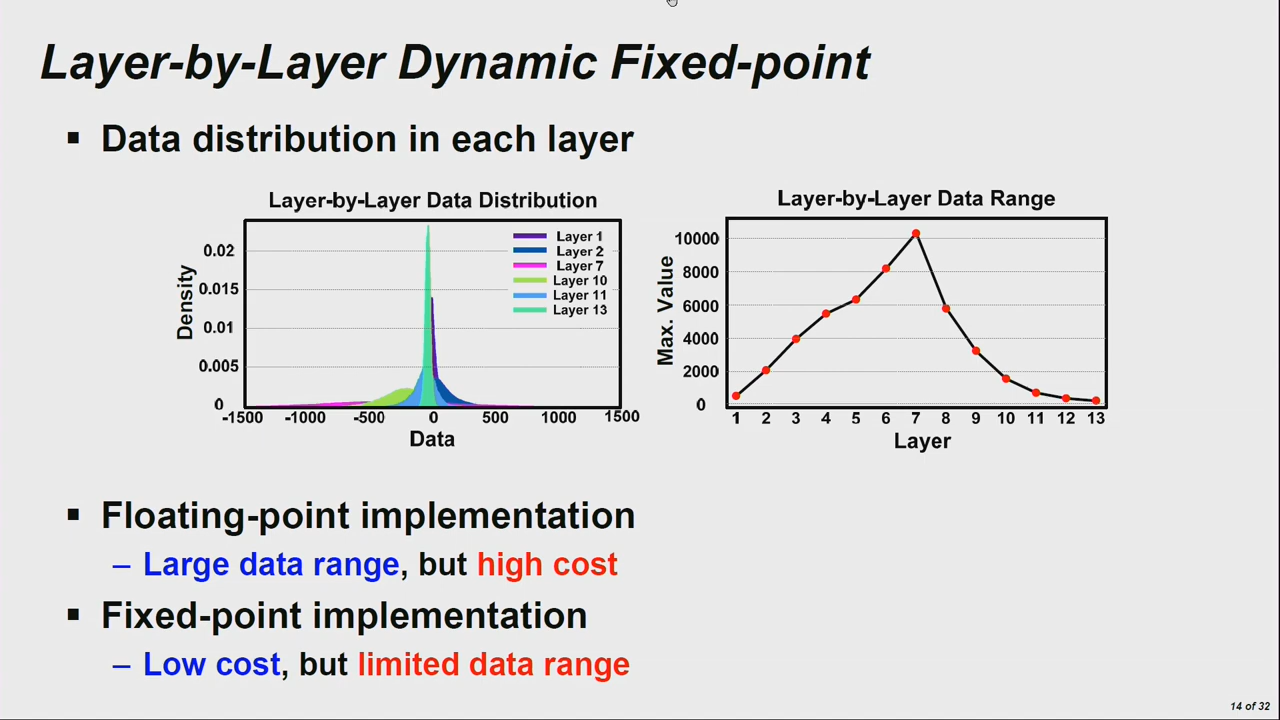 Layer-by-Layer Dynamic Fixed-point
▪ Data distribution in each layer
Layer-by-Layer Data Distribution
Density
0.02
0.015
0.01
0.005
0
-1500 -1000 -500 0 500 1000 1500
Data
Layer 1
Layer 2
Layer 7
Layer 10
Layer 11
Layer 13
Layer-by-Layer Data Range
Max. Value
10000
8000
6000
4000
2000
0
1 2 3 4 5 6 7 8 9 10 11 12 13
Layer
▪ Floating-point implementation
– Large data range, but high cost
▪ Fixed-point implementation
– Low cost, but limited data range
14 of 32